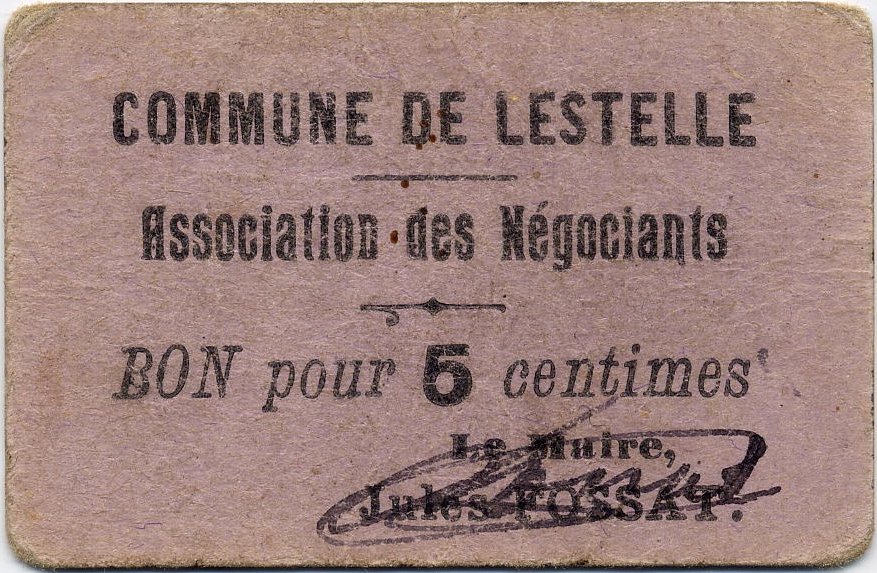 COMMUNE DE LESTELLE
Association des Négociants
BON pour 5 centimes
Le Maire,
Jules FOSSAT.